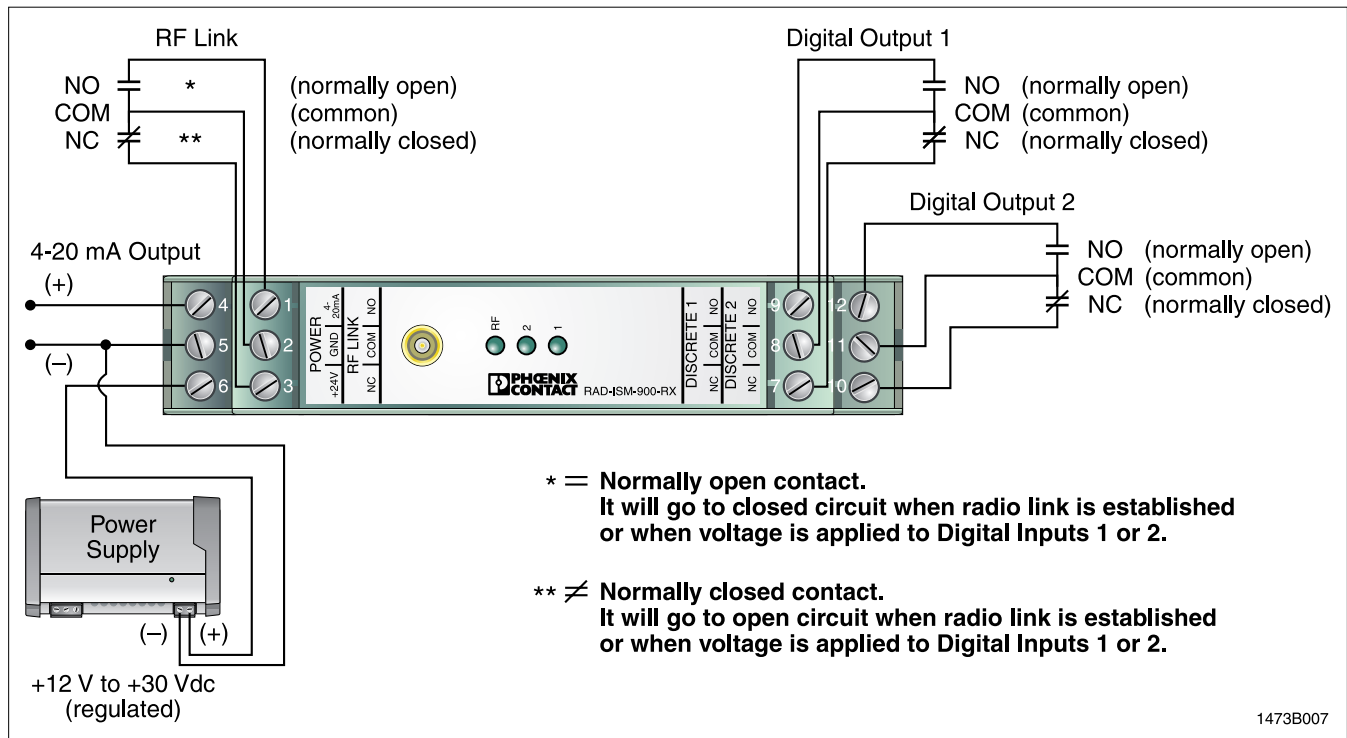 RF Link
NO * (normally open)
COM (common)
NC ** (normally closed)
Digital Output 1
NO (normally open)
COM (common)
NC (normally closed)
Digital Output 2
NO (normally open)
COM (common)
NC (normally closed)
4-20 mA Output
(+)
(–)
4
5
6
1
2
3
POWER
+24V GND 4-20mA
RF LINK
NC COM NO
RF
2
1
PHŒNIX
CONTACT
RAD-ISM-900-RX
DISCRETE 1
NC COM NO
DISCRETE 2
NC COM NO
9
8
7
12
11
10
Power
Supply
(–) (+)
+12 V to +30 Vdc
(regulated)
* = Normally open contact.
It will go to closed circuit when radio link is established
or when voltage is applied to Digital Inputs 1 or 2.
** ≠ Normally closed contact.
It will go to open circuit when radio link is established
or when voltage is applied to Digital Inputs 1 or 2.
1473B007